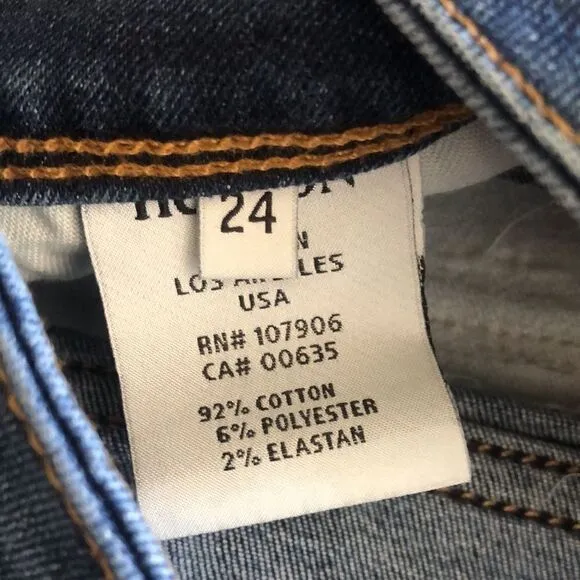 24
LOS ANGELES
USA
RN# 107906
CA# 00635
92% COTTON
6% POLYESTER
2% ELASTAN